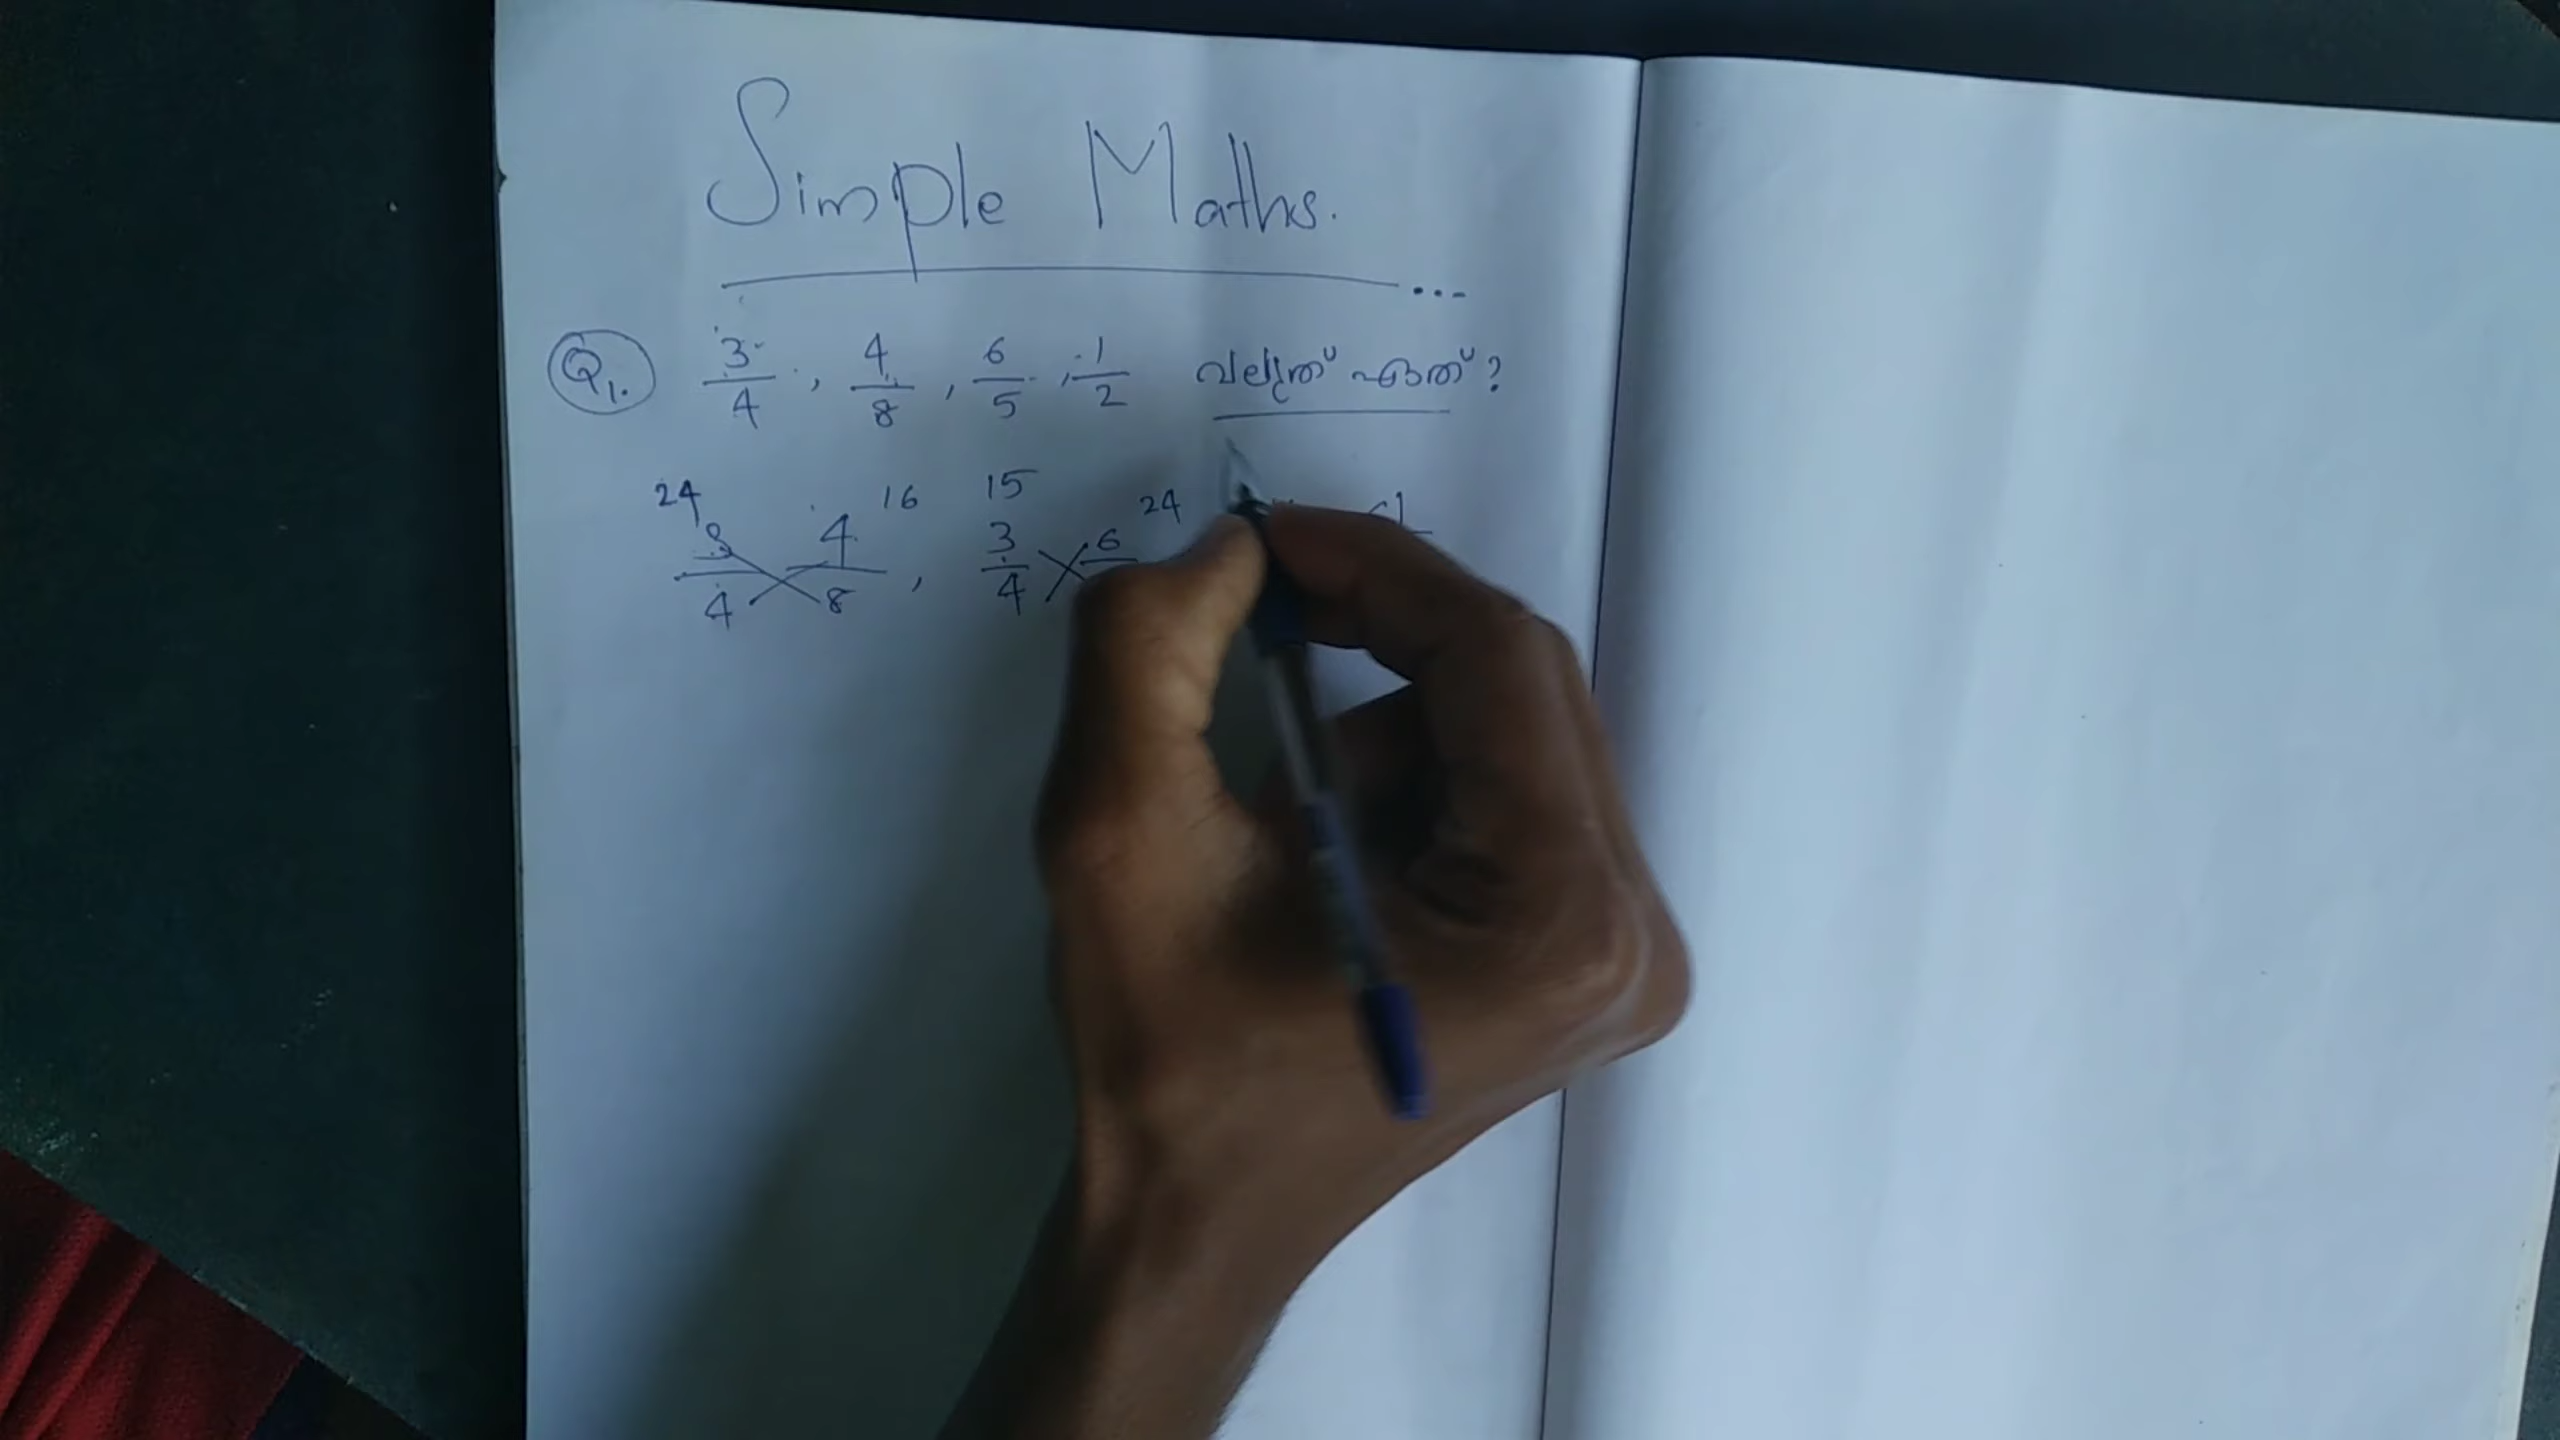 Simple Maths.
Q1. 3/4, 4/8, 6/5, 1/2 വലുത് ഏത്?
24 16 15 24
3/4 4/8, 3/4 6